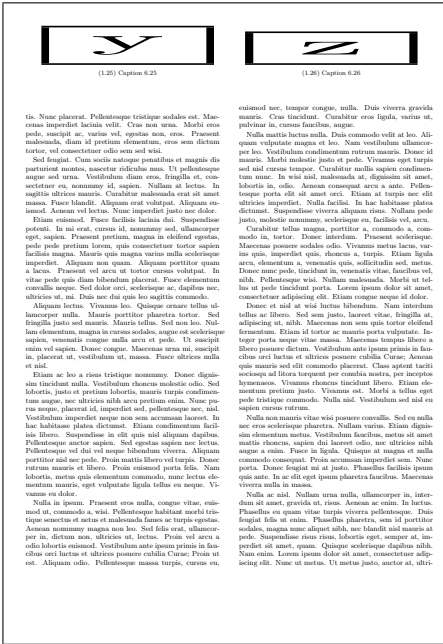 y
z
(1.25) Caption 6.25
(1.26) Caption 6.26
tis. Nunc placerat. Pellentesque tristique sodales est. Mae-
cenas imperdiet lacinia velit. Cras non urna. Morbi eros
pede, suscipit ac, varius vel, egestas non, eros. Praesent
malesuada, diam id pretium elementum, eros sem dictum
tortor, vel consectetuer odio sem sed wisi.
Sed feugiat. Cum sociis natoque penatibus et magnis dis
parturient montes, nascetur ridiculus mus. Ut pellentesque
augue sed urna. Vestibulum diam eros, fringilla et, con-
sectetuer eu, nonummy id, sapien. Nullam at lectus. In
sagittis ultrices mauris. Curabitur malesuada erat sit amet
massa. Fusce blandit. Aliquam erat volutpat. Aliquam eu-
ismod. Aenean vel lectus. Nunc imperdiet justo nec dolor.
Etiam euismod. Fusce facilisis lacinia dui. Suspendisse
potenti. In mi erat, cursus id, nonummy sed, ullamcorper
eget, sapien. Praesent pretium, magna in eleifend egestas,
pede pede pretium lorem, quis consectetuer tortor sapien
facilisis magna. Mauris quis magna varius nulla scelerisque
imperdiet. Aliquam non quam. Aliquam porttitor quam
a lacus. Praesent vel arcu ut tortor cursus volutpat. In
vitae pede quis diam bibendum placerat. Fusce elementum
convallis neque. Sed dolor orci, scelerisque ac, dapibus nec,
ultricies ut, mi. Duis nec dui quis leo sagittis commodo.
Aliquam lectus. Vivamus leo. Quisque ornare tellus ul-
lamcorper nulla. Mauris porttitor pharetra tortor. Sed
fringilla justo sed mauris. Mauris tellus. Sed non leo. Nul-
lam elementum, magna in cursus sodales, augue est scelerisque
sapien, venenatis congue nulla arcu et pede. Ut suscipit
enim vel sapien. Donec congue. Maecenas urna mi, suscipit
in, placerat ut, vestibulum ut, massa. Fusce ultrices nulla
et nisl.
Etiam ac leo a risus tristique nonummy. Donec dignis-
sim tincidunt nulla. Vestibulum rhoncus molestie odio. Sed
lobortis, justo et pretium lobortis, mauris turpis condimen-
tum augue, nec ultricies nibh arcu pretium enim. Nunc pu-
rus neque, placerat id, imperdiet sed, pellentesque nec, nisl.
Vestibulum imperdiet neque non sem accumsan laoreet. In
hac habitasse platea dictumst. Etiam condimentum facil-
isis libero. Suspendisse in elit quis nisl aliquam dapibus.
Pellentesque auctor sapien. Sed egestas sapien nec lectus.
Pellentesque vel dui vel neque bibendum viverra. Aliquam
porttitor nisl nec pede. Proin mattis libero vel turpis. Donec
rutrum mauris et libero. Proin euismod porta felis. Nam
lobortis, metus quis elementum commodo, nunc lectus ele-
mentum mauris, eget vulputate ligula tellus eu neque. Vi-
vamus eu dolor.
Nulla in ipsum. Praesent eros nulla, congue vitae, euis-
mod ut, commodo a, wisi. Pellentesque habitant morbi tris-
tique senectus et netus et malesuada fames ac turpis egestas.
Aenean nonummy magna non leo. Sed felis erat, ullamcor-
per in, dictum non, ultricies ut, lectus. Proin vel arcu a
odio lobortis euismod. Vestibulum ante ipsum primis in fau-
cibus orci luctus et ultrices posuere cubilia Curae; Proin ut
est. Aliquam odio. Pellentesque massa turpis, cursus eu,
euismod nec, tempor congue, nulla. Duis viverra gravida
mauris. Cras tincidunt. Curabitur eros ligula, varius ut,
pulvinar in, cursus faucibus, augue.
Nulla mattis luctus nulla. Duis commodo velit at leo. Ali-
quam vulputate magna et leo. Nam vestibulum ullamcor-
per leo. Vestibulum condimentum rutrum mauris. Donec id
mauris. Morbi molestie justo et pede. Vivamus eget turpis
sed nisl cursus tempor. Curabitur mollis sapien condimen-
tum nunc. In wisi nisl, malesuada at, dignissim sit amet,
lobortis in, odio. Aenean consequat arcu a ante. Pellen-
tesque porta elit sit amet orci. Etiam at turpis nec elit
ultricies imperdiet. Nulla facilisi. In hac habitasse platea
dictumst. Suspendisse viverra aliquam risus. Nullam pede
justo, molestie nonummy, scelerisque eu, facilisis vel, arcu.
Curabitur tellus magna, porttitor a, commodo a, com-
modo in, tortor. Donec interdum. Praesent scelerisque.
Maecenas posuere sodales odio. Vivamus metus lacus, var-
ius quis, imperdiet quis, rhoncus a, turpis. Etiam ligula
arcu, elementum a, venenatis quis, sollicitudin sed, metus.
Donec nunc pede, tincidunt in, venenatis vitae, faucibus vel,
nibh. Pellentesque wisi. Nullam malesuada. Morbi ut tel-
lus ut pede tincidunt porta. Lorem ipsum dolor sit amet,
consectetuer adipiscing elit. Etiam congue neque id dolor.
Donec et nisl at wisi luctus bibendum. Nam interdum
tellus ac libero. Sed sem justo, laoreet vitae, fringilla at,
adipiscing ut, nibh. Maecenas non sem quis tortor eleifend
fermentum. Etiam id tortor ac mauris porta vulputate. In-
teger porta neque vitae massa. Maecenas tempus libero a
libero posuere dictum. Vestibulum ante ipsum primis in fau-
cibus orci luctus et ultrices posuere cubilia Curae; Aenean
quis mauris sed elit commodo placerat. Class aptent taciti
sociosqu ad litora torquent per conubia nostra, per inceptos
hymenaeos. Vivamus rhoncus tincidunt libero. Etiam ele-
mentum pretium justo. Vivamus est. Morbi a tellus eget
pede tristique commodo. Nulla nisl. Vestibulum sed nisl eu
sapien cursus rutrum.
Nulla non mauris vitae wisi posuere convallis. Sed eu nulla
nec eros scelerisque pharetra. Nullam varius. Etiam dignis-
sim elementum metus. Vestibulum faucibus, metus sit amet
mattis rhoncus, sapien dui laoreet odio, nec ultricies nibh
augue a enim. Fusce in ligula. Quisque at magna et nulla
commodo consequat. Proin accumsan imperdiet sem. Nunc
porta. Donec feugiat mi at justo. Phasellus facilisis ipsum
quis ante. In ac elit eget ipsum pharetra faucibus. Maecenas
viverra nulla in massa.
Nulla ac nisl. Nullam urna nulla, ullamcorper in, inter-
dum sit amet, gravida ut, risus. Aenean ac enim. In luctus.
Phasellus eu quam vitae turpis viverra pellentesque. Duis
feugiat felis ut enim. Phasellus pharetra, sem id porttitor
sodales, magna nunc aliquet nibh, nec blandit nisl mauris at
pede. Suspendisse risus risus, lobortis eget, semper at, im-
perdiet sit amet, quam. Quisque scelerisque dapibus nibh.
Nam enim. Lorem ipsum dolor sit amet, consectetuer adip-
iscing elit. Nunc ut metus. Ut metus justo, auctor at, ultri-